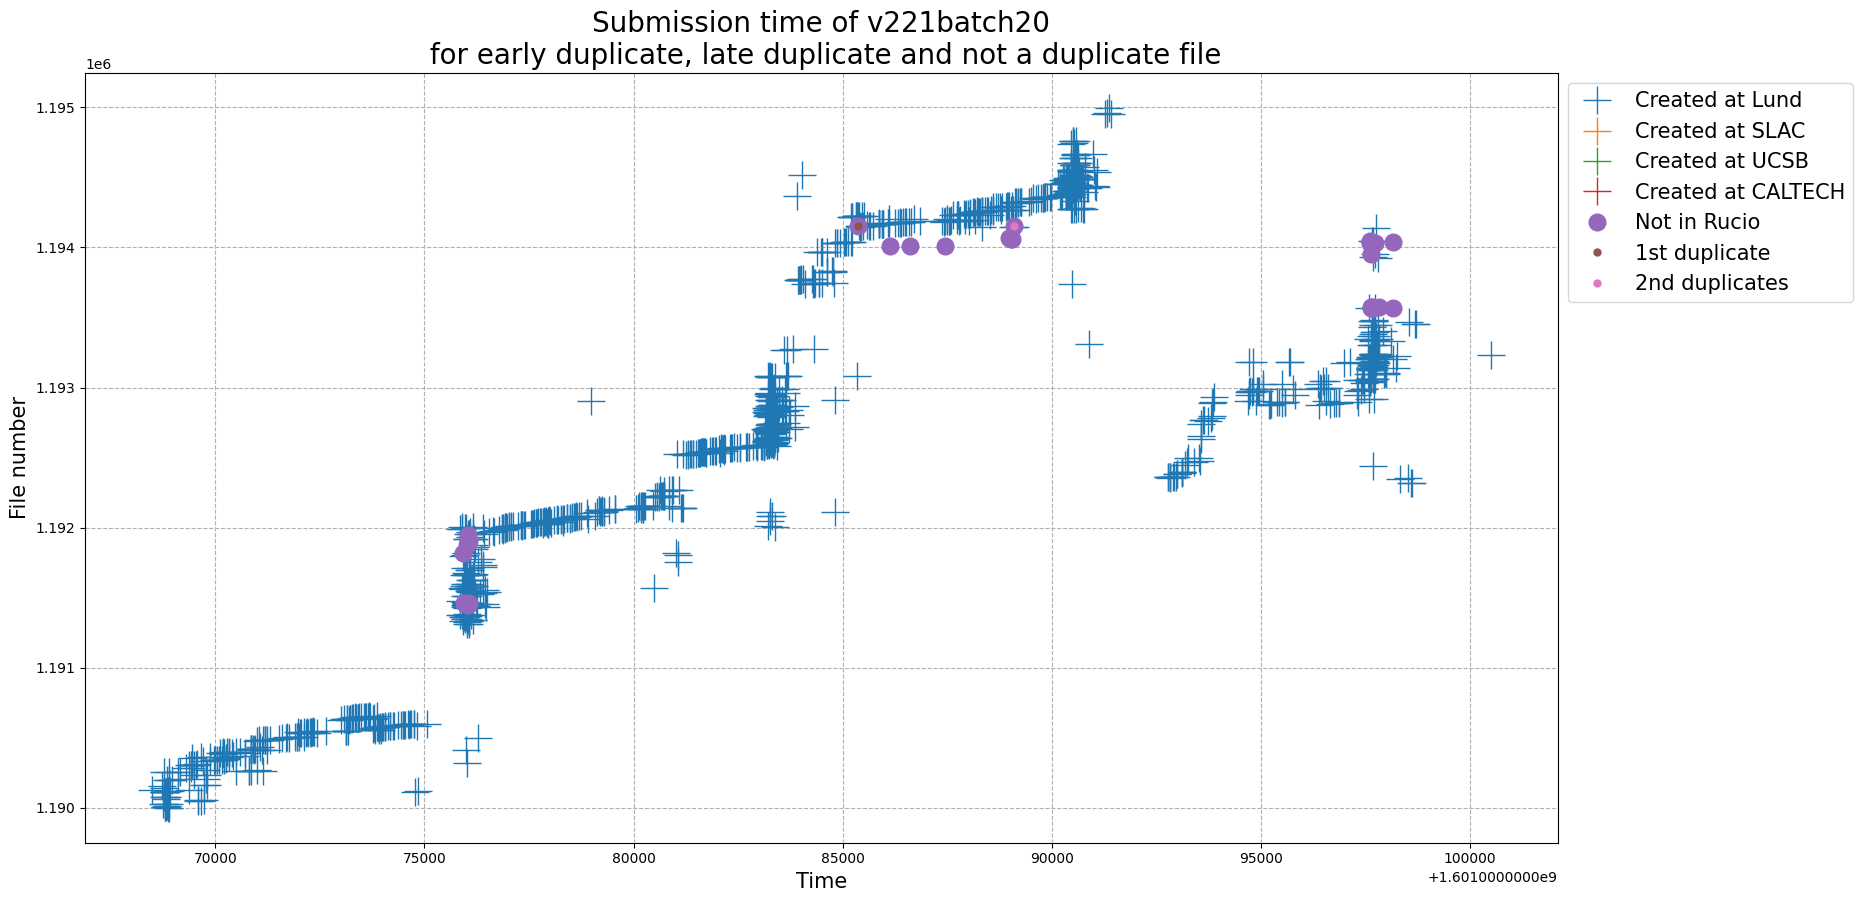 Submission time of v221batch20
for early duplicate, late duplicate and not a duplicate file
1e6
1.195
1.194
1.193
1.192
1.191
1.190
File number
70000
75000
80000
85000
90000
95000
100000
+1.6010000000e9
Time
Created at Lund
Created at SLAC
Created at UCSB
Created at CALTECH
Not in Rucio
1st duplicate
2nd duplicates